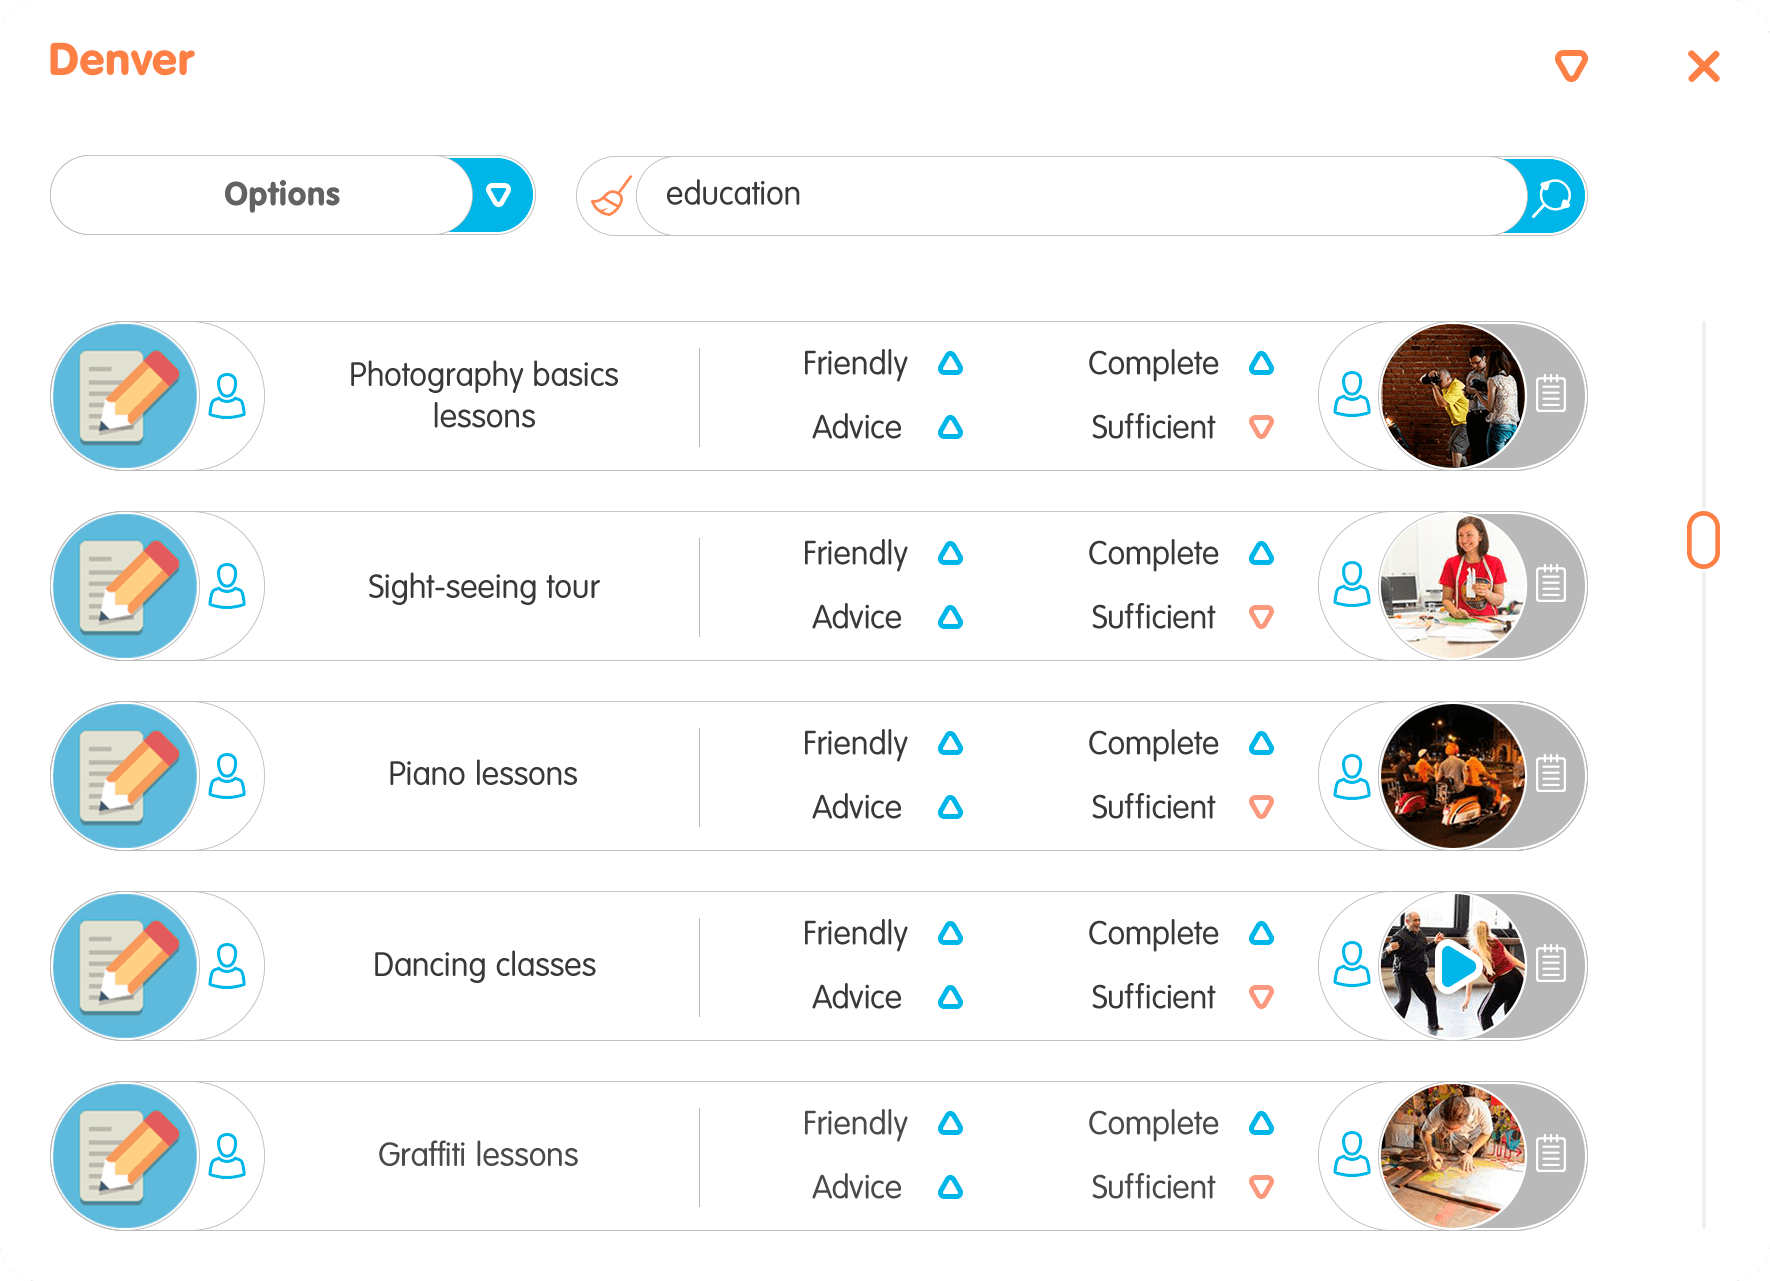 Denver
Options
education
Photography basics
lessons
Friendly
Complete
Advice
Sufficient
Sight-seeing tour
Friendly
Complete
Advice
Sufficient
Piano lessons
Friendly
Complete
Advice
Sufficient
Dancing classes
Friendly
Complete
Advice
Sufficient
Graffiti lessons
Friendly
Complete
Advice
Sufficient